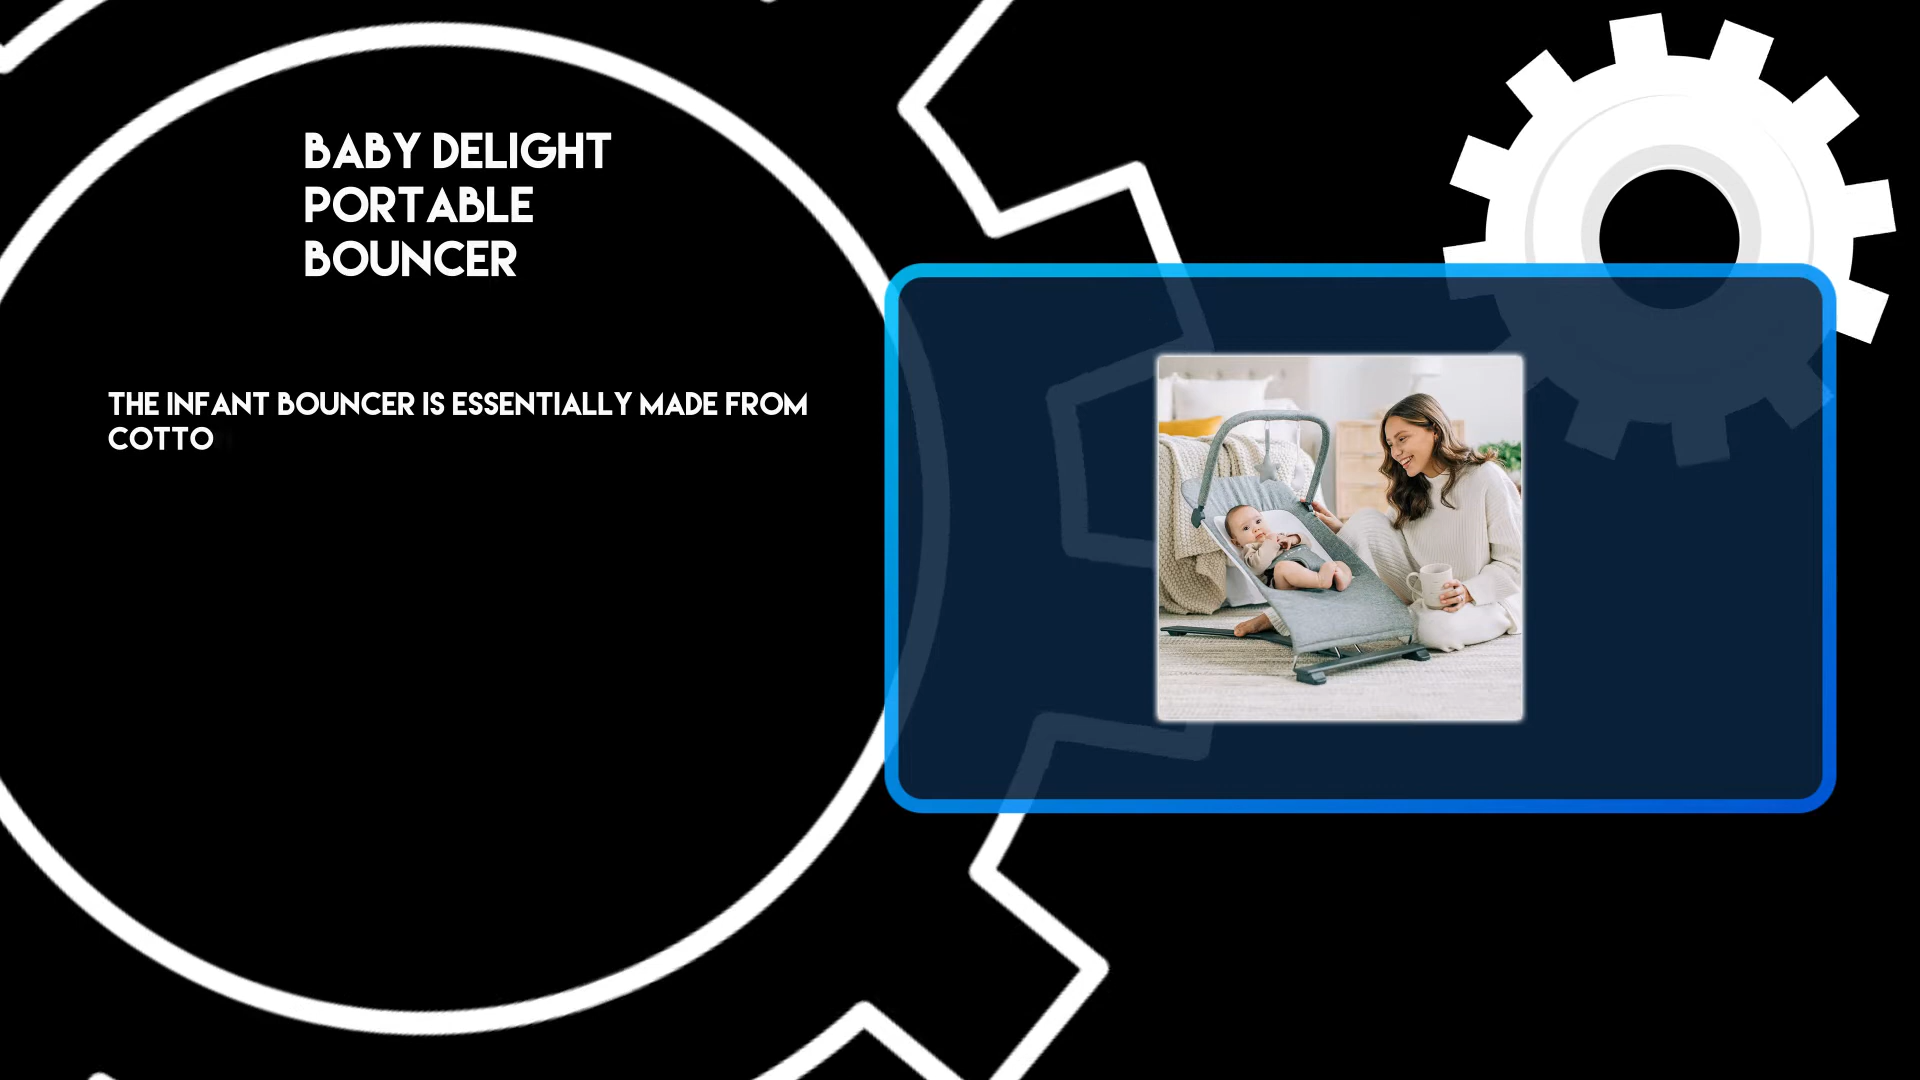 BABY DELIGHT
PORTABLE
BOUNCER
THE INFANT BOUNCER IS ESSENTIALLY MADE FROM
COTTO